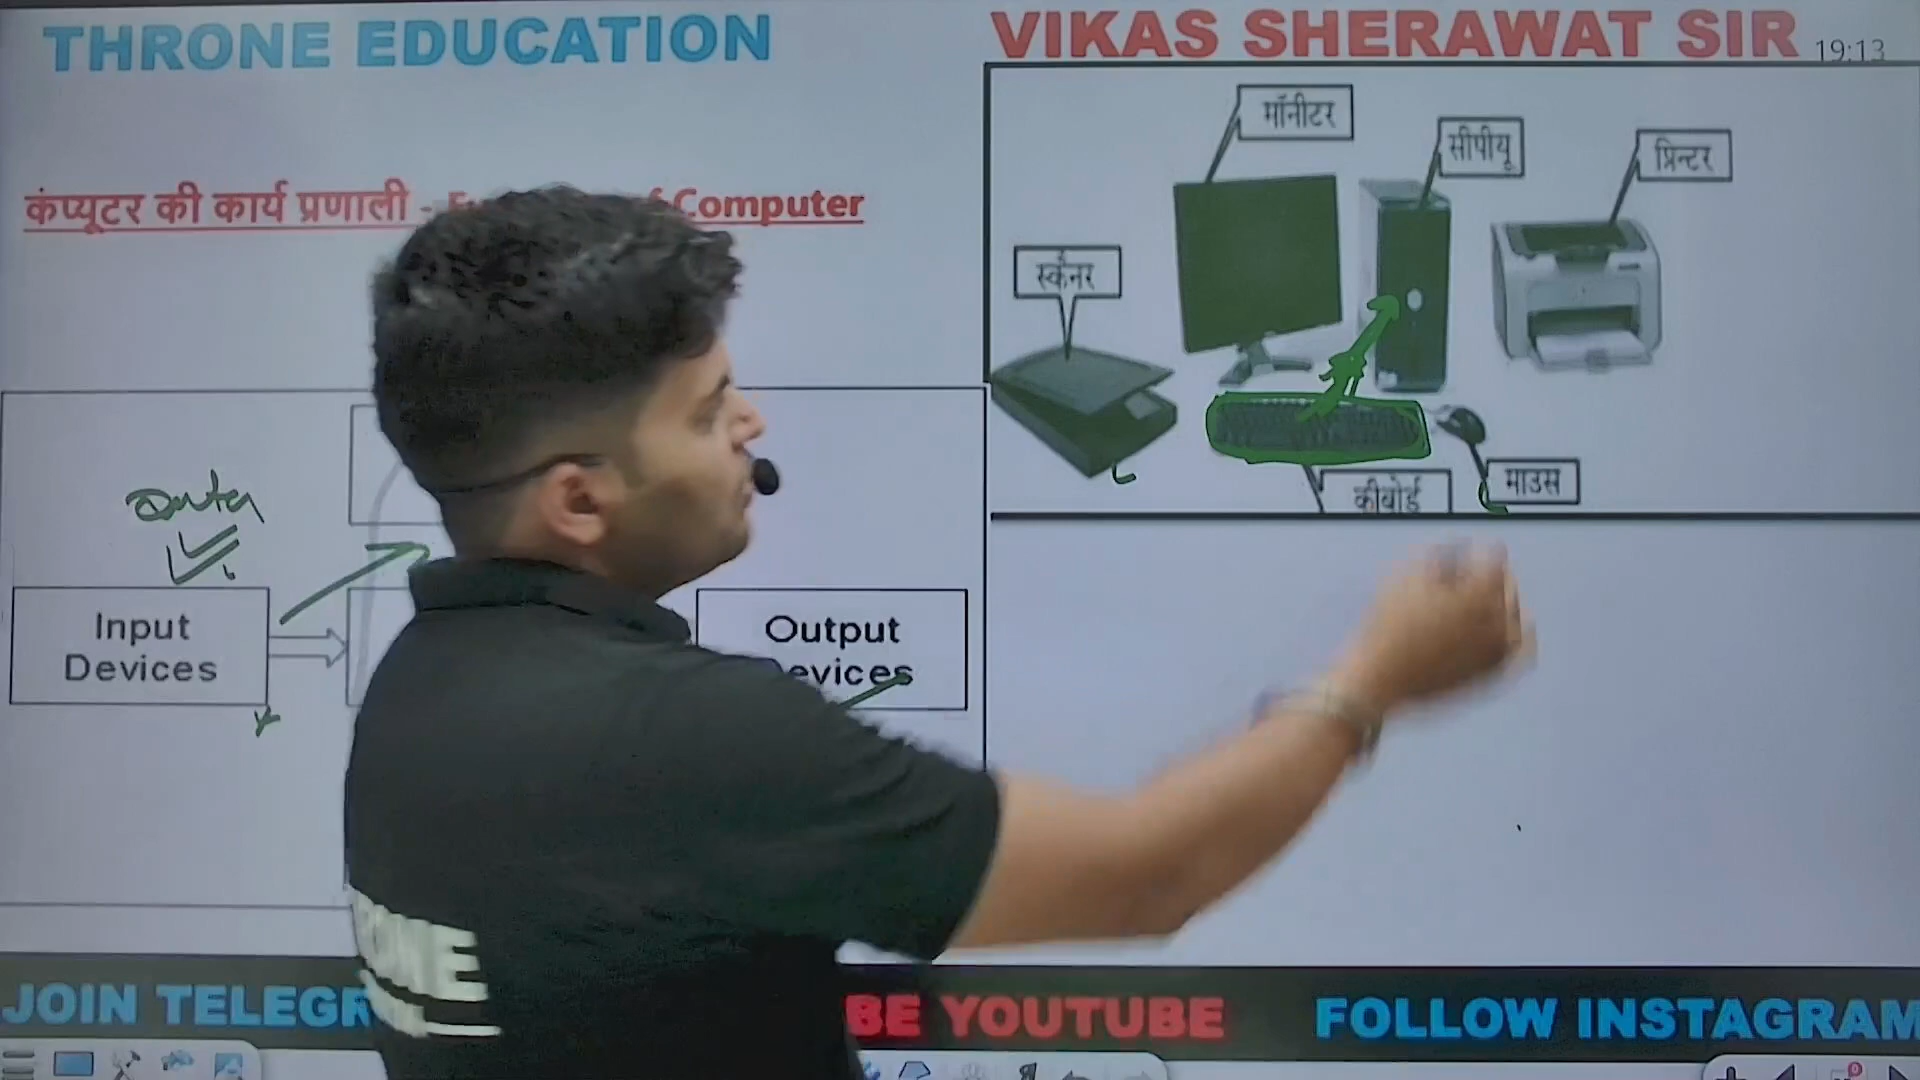 THRONE EDUCATION
VIKAS SHERAWAT SIR
19:13
कंप्यूटर की कार्य प्रणाली - Computer
मॉनीटर
सीपीयू
प्रिन्टर
स्कैनर
कीबोर्ड
माउस
Data
Input
Devices
Output
evices
JOIN TELEGR
BE YOUTUBE
FOLLOW INSTAGRAM